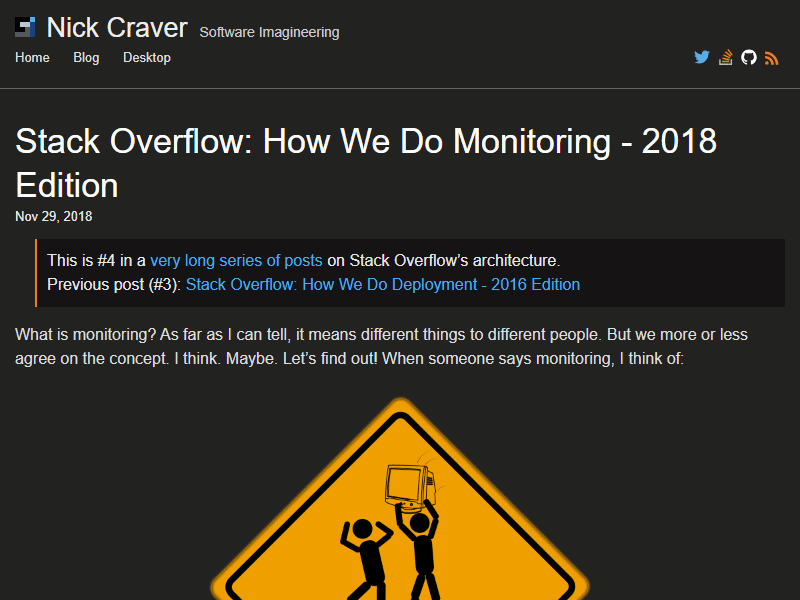 Nick Craver Software Imagineering
Home Blog Desktop
Stack Overflow: How We Do Monitoring - 2018
Edition
Nov 29, 2018
This is #4 in a very long series of posts on Stack Overflow’s architecture.
Previous post (#3): Stack Overflow: How We Do Deployment - 2016 Edition
What is monitoring? As far as I can tell, it means different things to different people. But we more or less
agree on the concept. I think. Maybe. Let’s find out! When someone says monitoring, I think of: